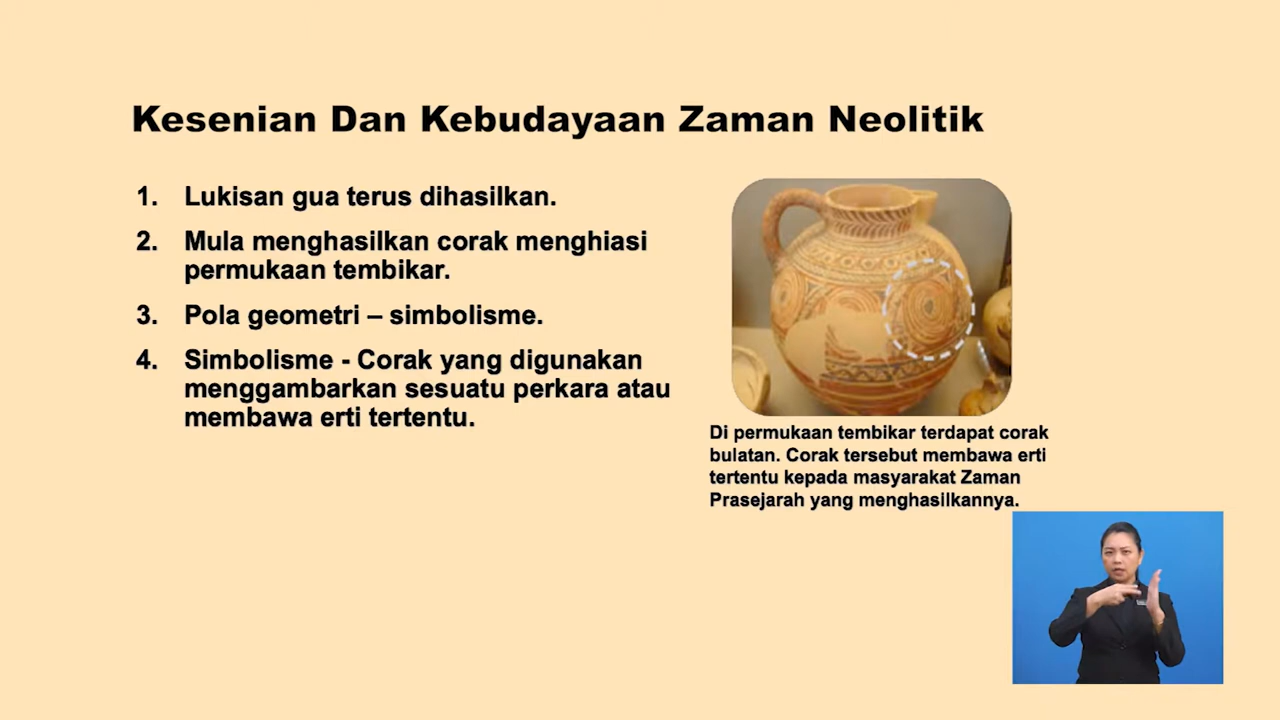 Kesenian Dan Kebudayaan Zaman Neolitik
1. Lukisan gua terus dihasilkan.
2. Mula menghasilkan corak menghiasi
permukaan tembikar.
3. Pola geometri – simbolisme.
4. Simbolisme - Corak yang digunakan
menggambarkan sesuatu perkara atau
membawa erti tertentu.
Di permukaan tembikar terdapat corak
bulatan. Corak tersebut membawa erti
tertentu kepada masyarakat Zaman
Prasejarah yang menghasilkannya.